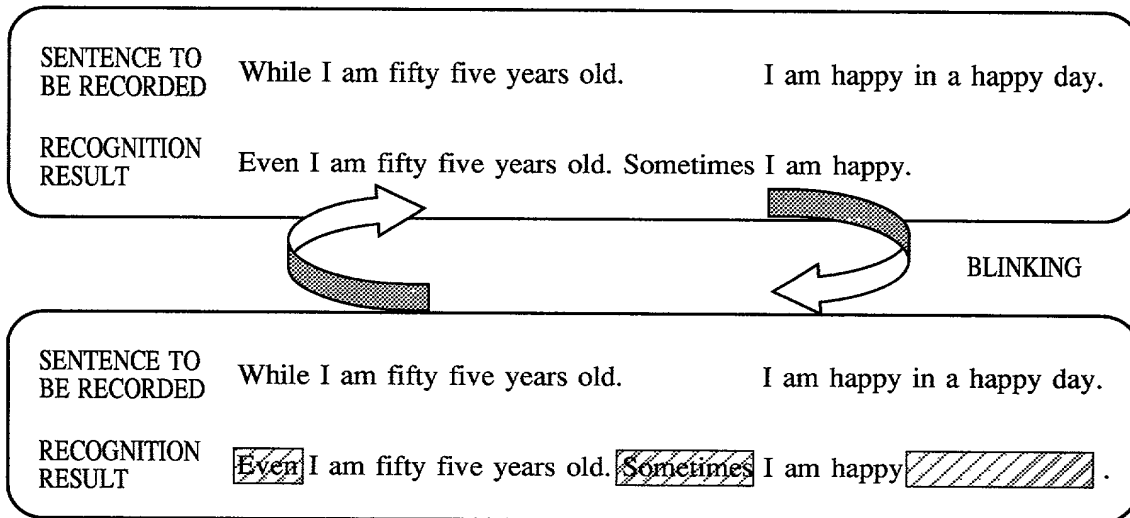 SENTENCE TO
BE RECORDED While I am fifty five years old. I am happy in a happy day.
RECOGNITION
RESULT Even I am fifty five years old. Sometimes I am happy.
BLINKING
SENTENCE TO
BE RECORDED While I am fifty five years old. I am happy in a happy day.
RECOGNITION
RESULT Even I am fifty five years old. Sometimes I am happy .